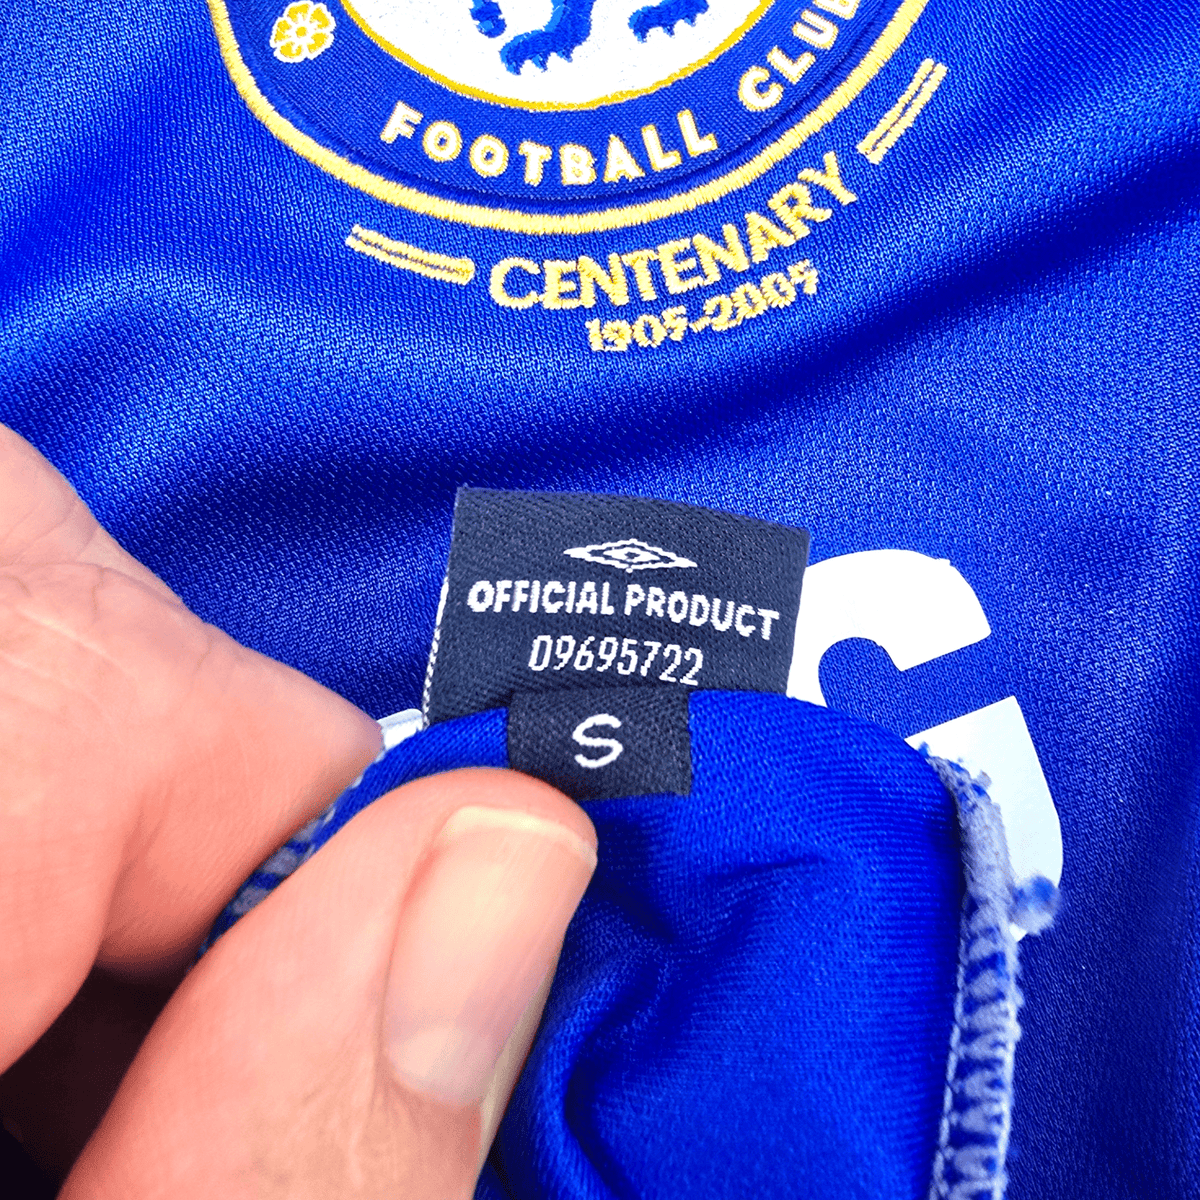 FOOTBALL CLUB
CENTENARY
1905-2005
OFFICIAL PRODUCT
09695722
S